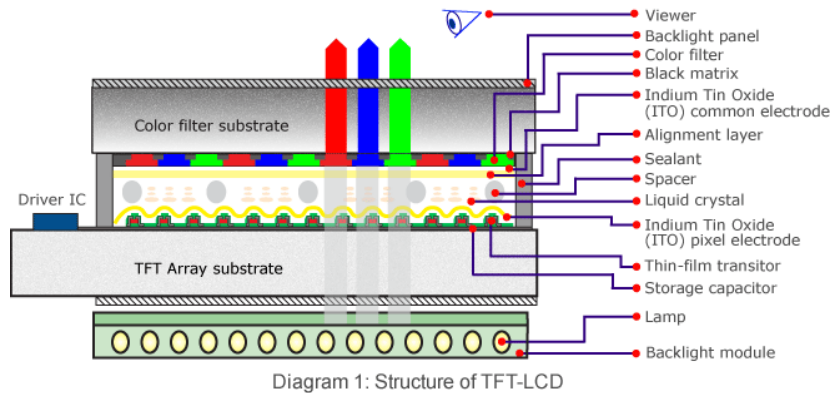 Viewer
Backlight panel
Color filter
Black matrix
Indium Tin Oxide
(ITO) common electrode
Alignment layer
Sealant
Spacer
Liquid crystal
Indium Tin Oxide
(ITO) pixel electrode
Thin-film transitor
Storage capacitor
Lamp
Backlight module
Color filter substrate
Driver IC
TFT Array substrate
Diagram 1: Structure of TFT-LCD